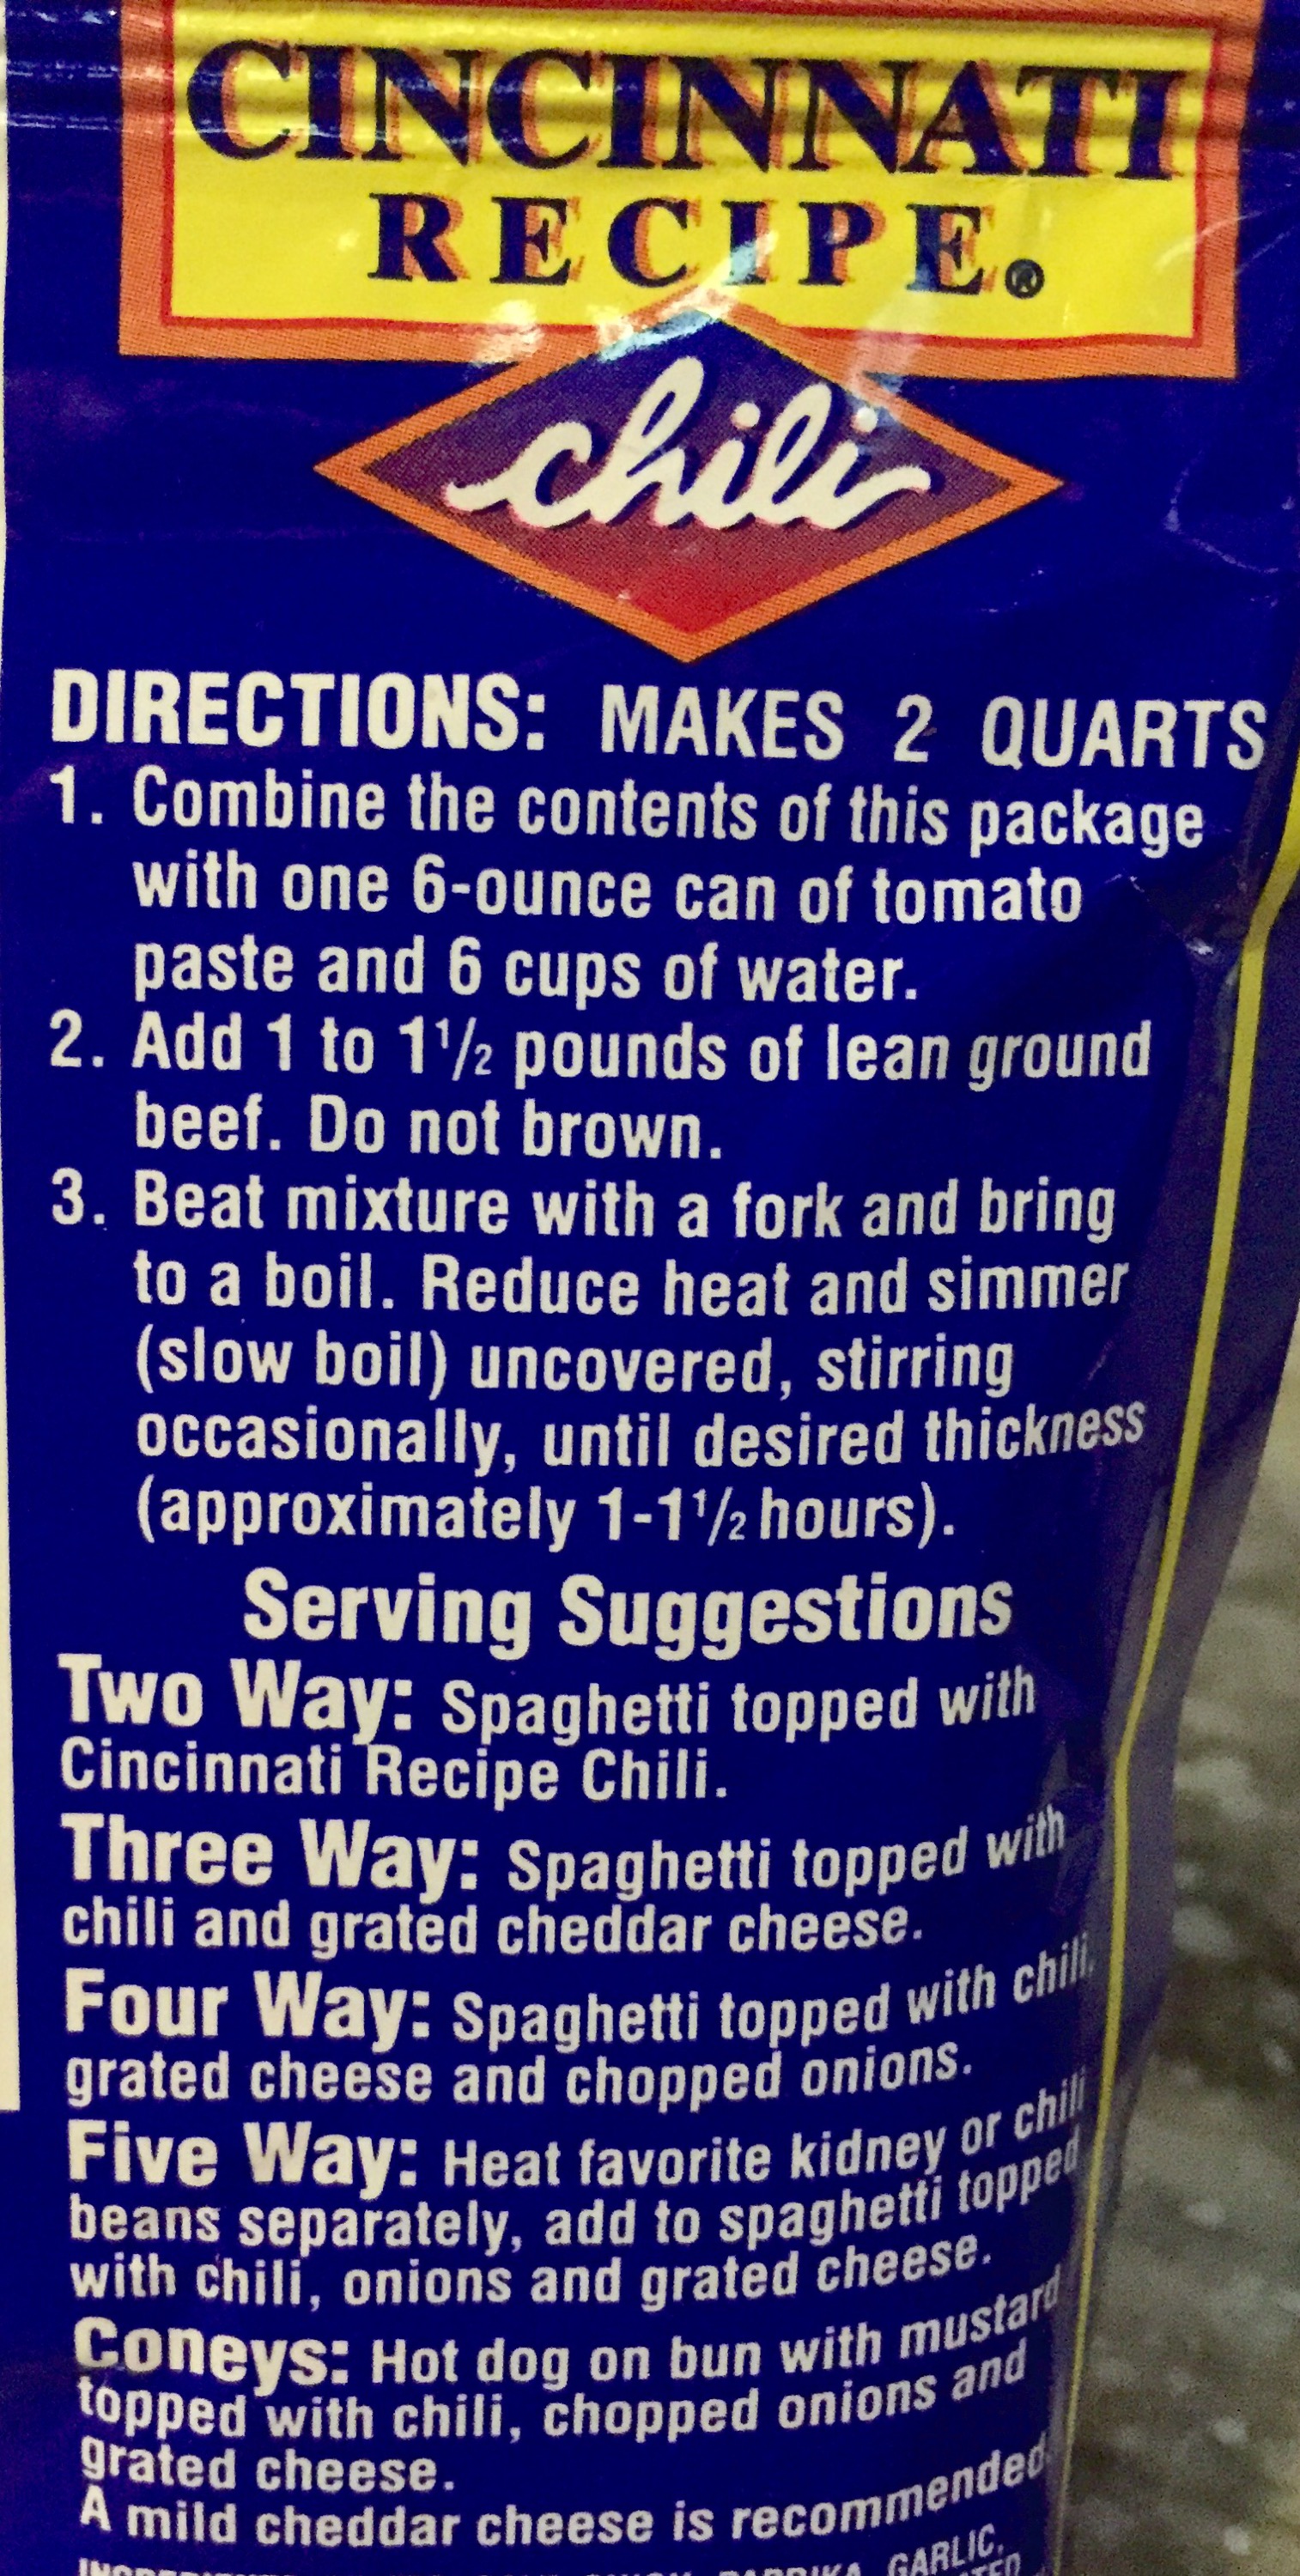 CINCINNATI
RECIPE®
chili
DIRECTIONS: MAKES 2 QUARTS
1. Combine the contents of this package
with one 6-ounce can of tomato
paste and 6 cups of water.
2. Add 1 to 1½ pounds of lean ground
beef. Do not brown.
3. Beat mixture with a fork and bring
to a boil. Reduce heat and simmer
(slow boil) uncovered, stirring
occasionally, until desired thickness
(approximately 1-1½ hours).
Serving Suggestions
Two Way: Spaghetti topped with
Cincinnati Recipe Chili.
Three Way: Spaghetti topped with
chili and grated cheddar cheese.
Four Way: Spaghetti topped with chili,
grated cheese and chopped onions.
Five Way: Heat favorite kidney or chili
beans separately, add to spaghetti topped
with chili, onions and grated cheese.
Coneys: Hot dog on bun with mustard
topped with chili, chopped onions and
grated cheese.
A mild cheddar cheese is recommended.
PAPRIKA, GARLIC,